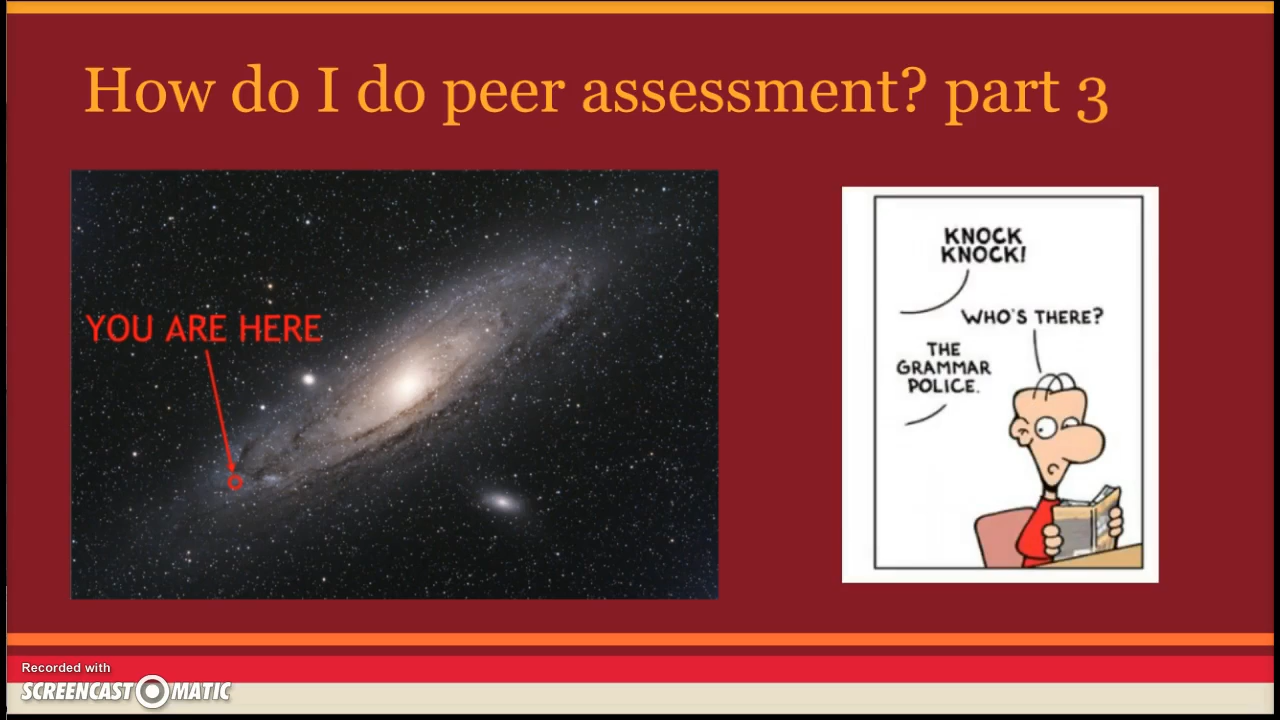 How do I do peer assessment? part 3
YOU ARE HERE
KNOCK
KNOCK!
WHO'S THERE?
THE
GRAMMAR
POLICE.
Recorded with
SCREENCAST MATIC